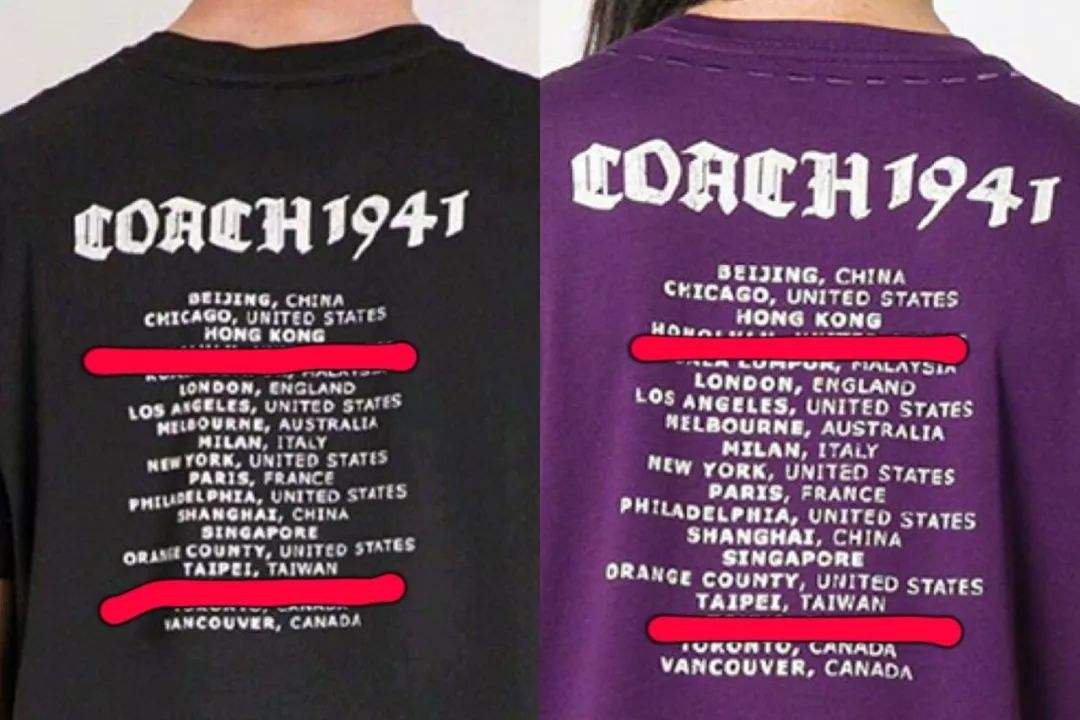 COACH 1941
BEIJING, CHINA
CHICAGO, UNITED STATES
HONG KONG
LONDON, ENGLAND
LOS ANGELES, UNITED STATES
MELBOURNE, AUSTRALIA
MILAN, ITALY
NEW YORK, UNITED STATES
PARIS, FRANCE
PHILADELPHIA, UNITED STATES
SHANGHAI, CHINA
SINGAPORE
ORANGE COUNTY, UNITED STATES
TAIPEI, TAIWAN
VANCOUVER, CANADA
COACH 1941
BEIJING, CHINA
CHICAGO, UNITED STATES
HONG KONG
LUMPUR, MALAYSIA
LONDON, ENGLAND
LOS ANGELES, UNITED STATES
MELBOURNE, AUSTRALIA
MILAN, ITALY
NEW YORK, UNITED STATES
PARIS, FRANCE
PHILADELPHIA, UNITED STATES
SHANGHAI, CHINA
SINGAPORE
ORANGE COUNTY, UNITED STATES
TAIPEI, TAIWAN
TORONTO, CANADA
VANCOUVER, CANADA